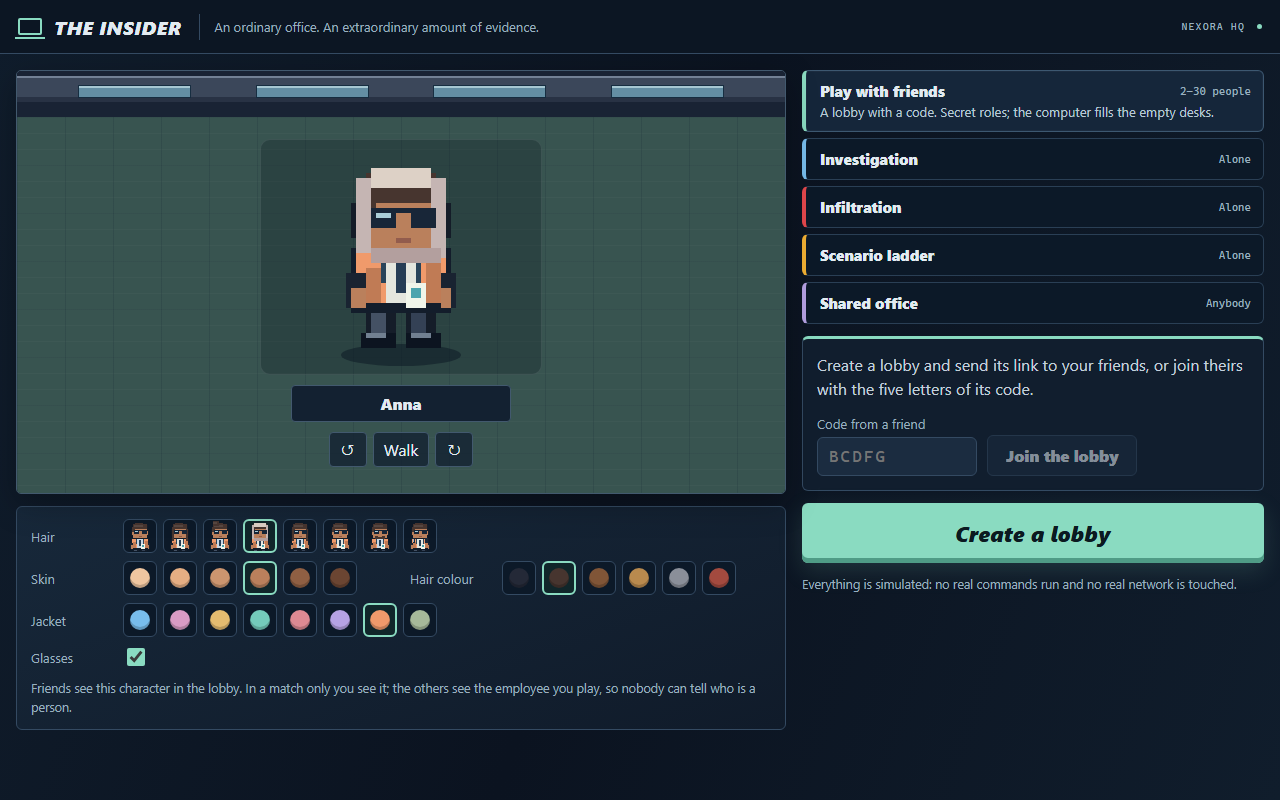 THE INSIDER
An ordinary office. An extraordinary amount of evidence.
NEXORA HQ
Anna
↺ Walk ↻
Hair
Skin
Hair colour
Jacket
Glasses
Friends see this character in the lobby. In a match only you see it; the others see the employee you play, so nobody can tell who is a
person.
Play with friends
2–30 people
A lobby with a code. Secret roles; the computer fills the empty desks.
Investigation
Alone
Infiltration
Alone
Scenario ladder
Alone
Shared office
Anybody
Create a lobby and send its link to your friends, or join theirs
with the five letters of its code.
Code from a friend
BCDFG
Join the lobby
Create a lobby
Everything is simulated: no real commands run and no real network is touched.